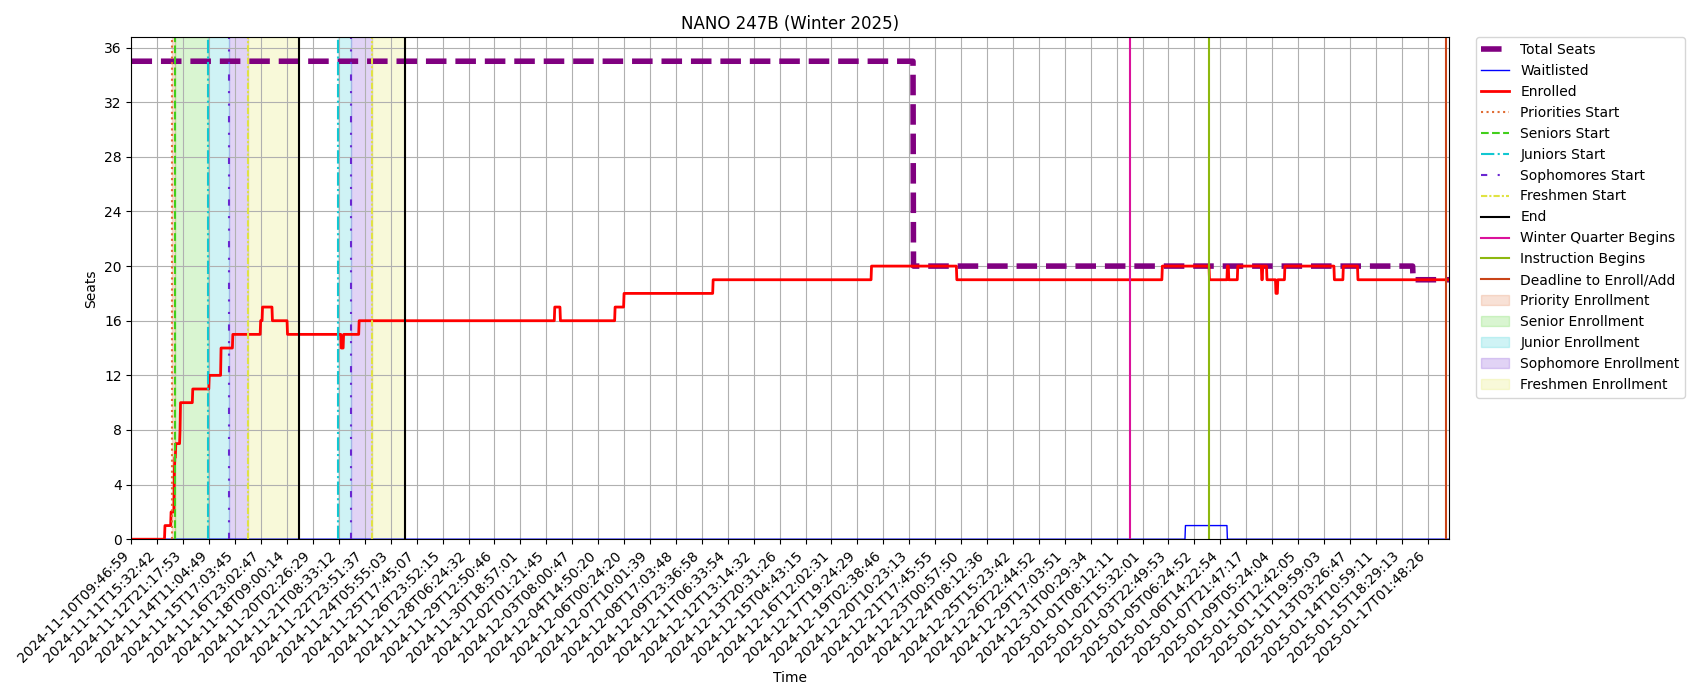 NANO 247B (Winter 2025)
Seats
36
32
28
24
20
16
12
8
4
0
2024-11-10T09:46:59
2024-11-11T15:32:42
2024-11-12T21:17:53
2024-11-14T11:04:49
2024-11-15T17:03:45
2024-11-16T23:02:47
2024-11-18T09:00:14
2024-11-20T02:26:29
2024-11-21T08:33:12
2024-11-22T23:51:37
2024-11-24T05:55:03
2024-11-25T17:45:07
2024-11-26T23:52:15
2024-11-28T06:24:32
2024-11-29T12:50:46
2024-11-30T18:57:01
2024-12-02T01:21:45
2024-12-03T08:00:47
2024-12-04T14:50:20
2024-12-06T00:24:20
2024-12-07T10:01:39
2024-12-08T17:03:48
2024-12-09T23:36:58
2024-12-11T06:33:54
2024-12-12T13:14:32
2024-12-13T20:31:26
2024-12-15T04:43:15
2024-12-16T12:02:31
2024-12-17T19:24:29
2024-12-19T02:38:46
2024-12-20T10:23:13
2024-12-21T17:45:55
2024-12-23T00:57:50
2024-12-24T08:12:36
2024-12-25T15:23:42
2024-12-26T22:44:52
2024-12-29T17:03:51
2024-12-31T00:29:34
2025-01-01T08:12:11
2025-01-02T15:32:01
2025-01-03T22:49:53
2025-01-05T06:24:52
2025-01-06T14:22:54
2025-01-07T21:47:17
2025-01-09T05:24:04
2025-01-10T12:42:05
2025-01-11T19:59:03
2025-01-13T03:26:47
2025-01-14T10:59:11
2025-01-15T18:29:13
2025-01-17T01:48:26
Time
Total Seats
Waitlisted
Enrolled
Priorities Start
Seniors Start
Juniors Start
Sophomores Start
Freshmen Start
End
Winter Quarter Begins
Instruction Begins
Deadline to Enroll/Add
Priority Enrollment
Senior Enrollment
Junior Enrollment
Sophomore Enrollment
Freshmen Enrollment